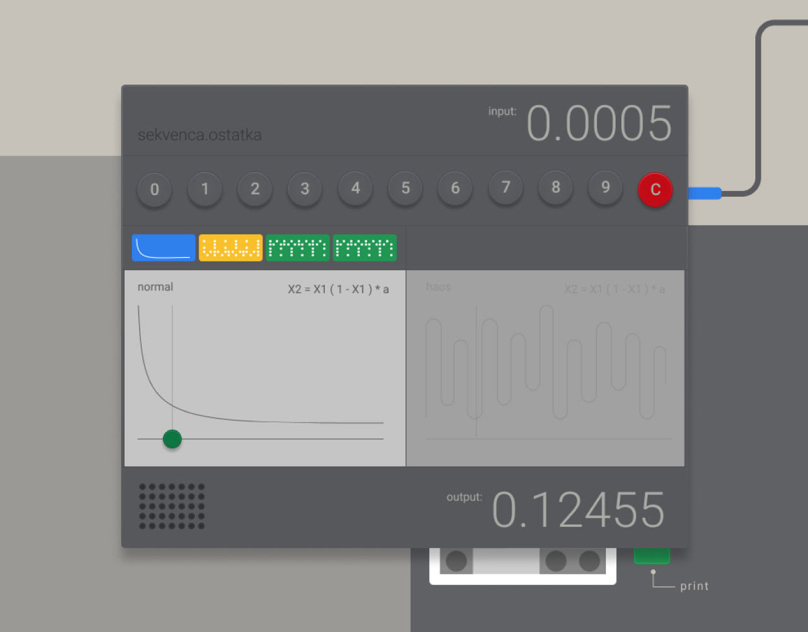 input: 0.0005
sekvenca.ostatka
0 1 2 3 4 5 6 7 8 9 C
normal
X2 = X1 ( 1 - X1 ) * a
haos
X2 = X1 ( 1 - X1 ) * a
output: 0.12455
print